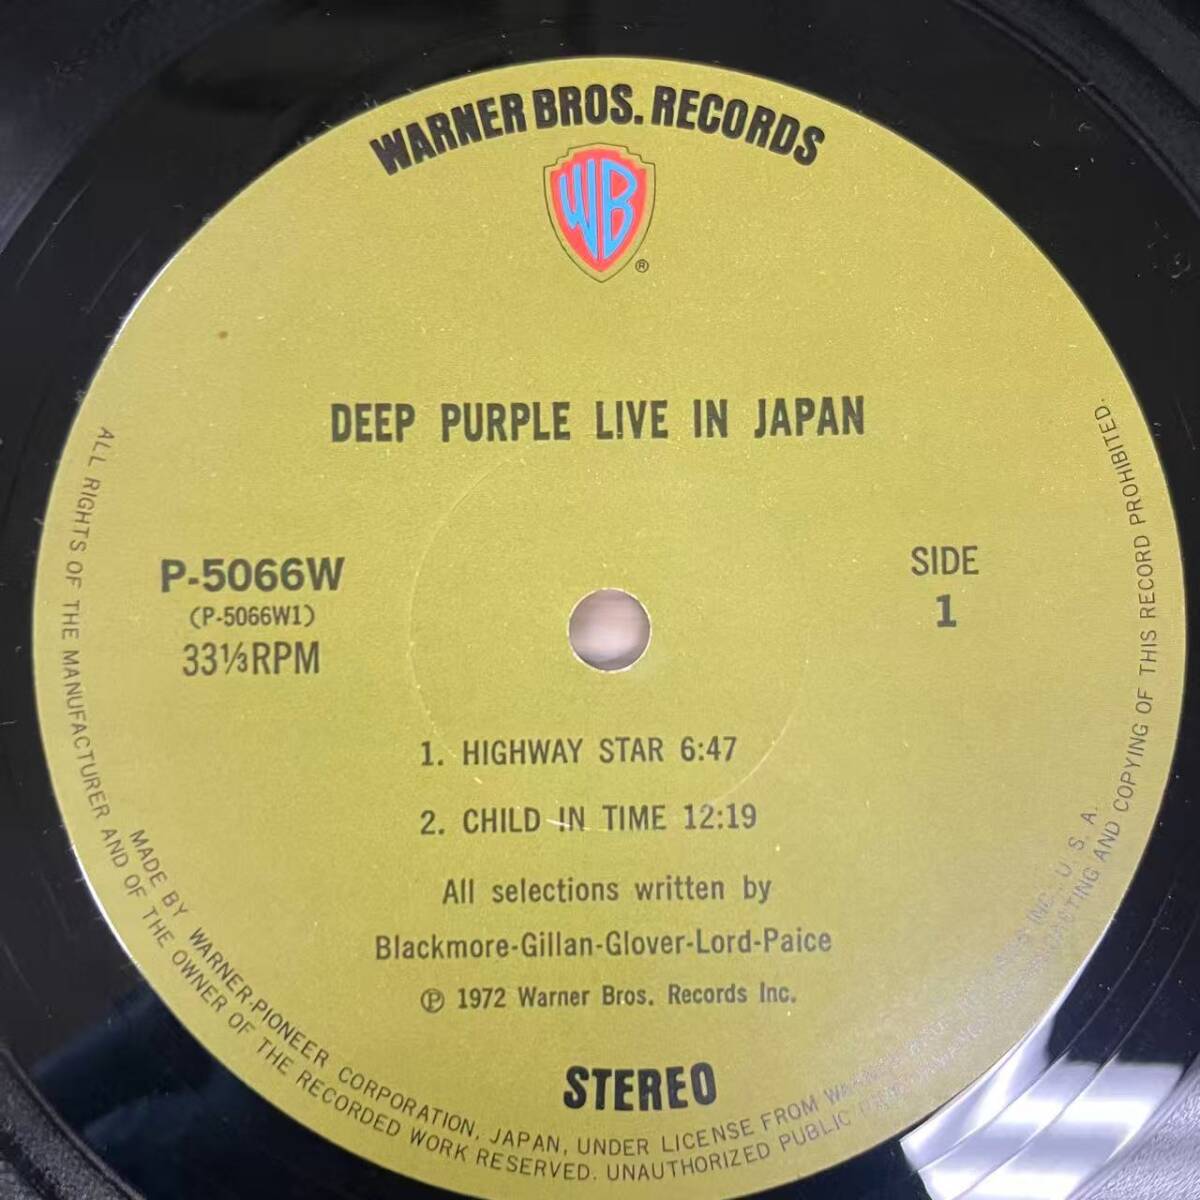 WARNER BROS. RECORDS
WB
®
DEEP PURPLE LIVE IN JAPAN
P-5066W
(P-5066W1)
33⅓RPM
SIDE
1
1. HIGHWAY STAR 6:47
2. CHILD IN TIME 12:19
All selections written by
Blackmore-Gillan-Glover-Lord-Paice
℗ 1972 Warner Bros. Records Inc.
STEREO
MADE BY WARNER-PIONEER CORPORATION, JAPAN, UNDER LICENSE FROM INC., U. S. A.
ALL RIGHTS OF THE MANUFACTURER AND OF THE OWNER OF THE RECORDED WORK RESERVED. UNAUTHORIZED PUBLIC AND COPYING OF THIS RECORD PROHIBITED.